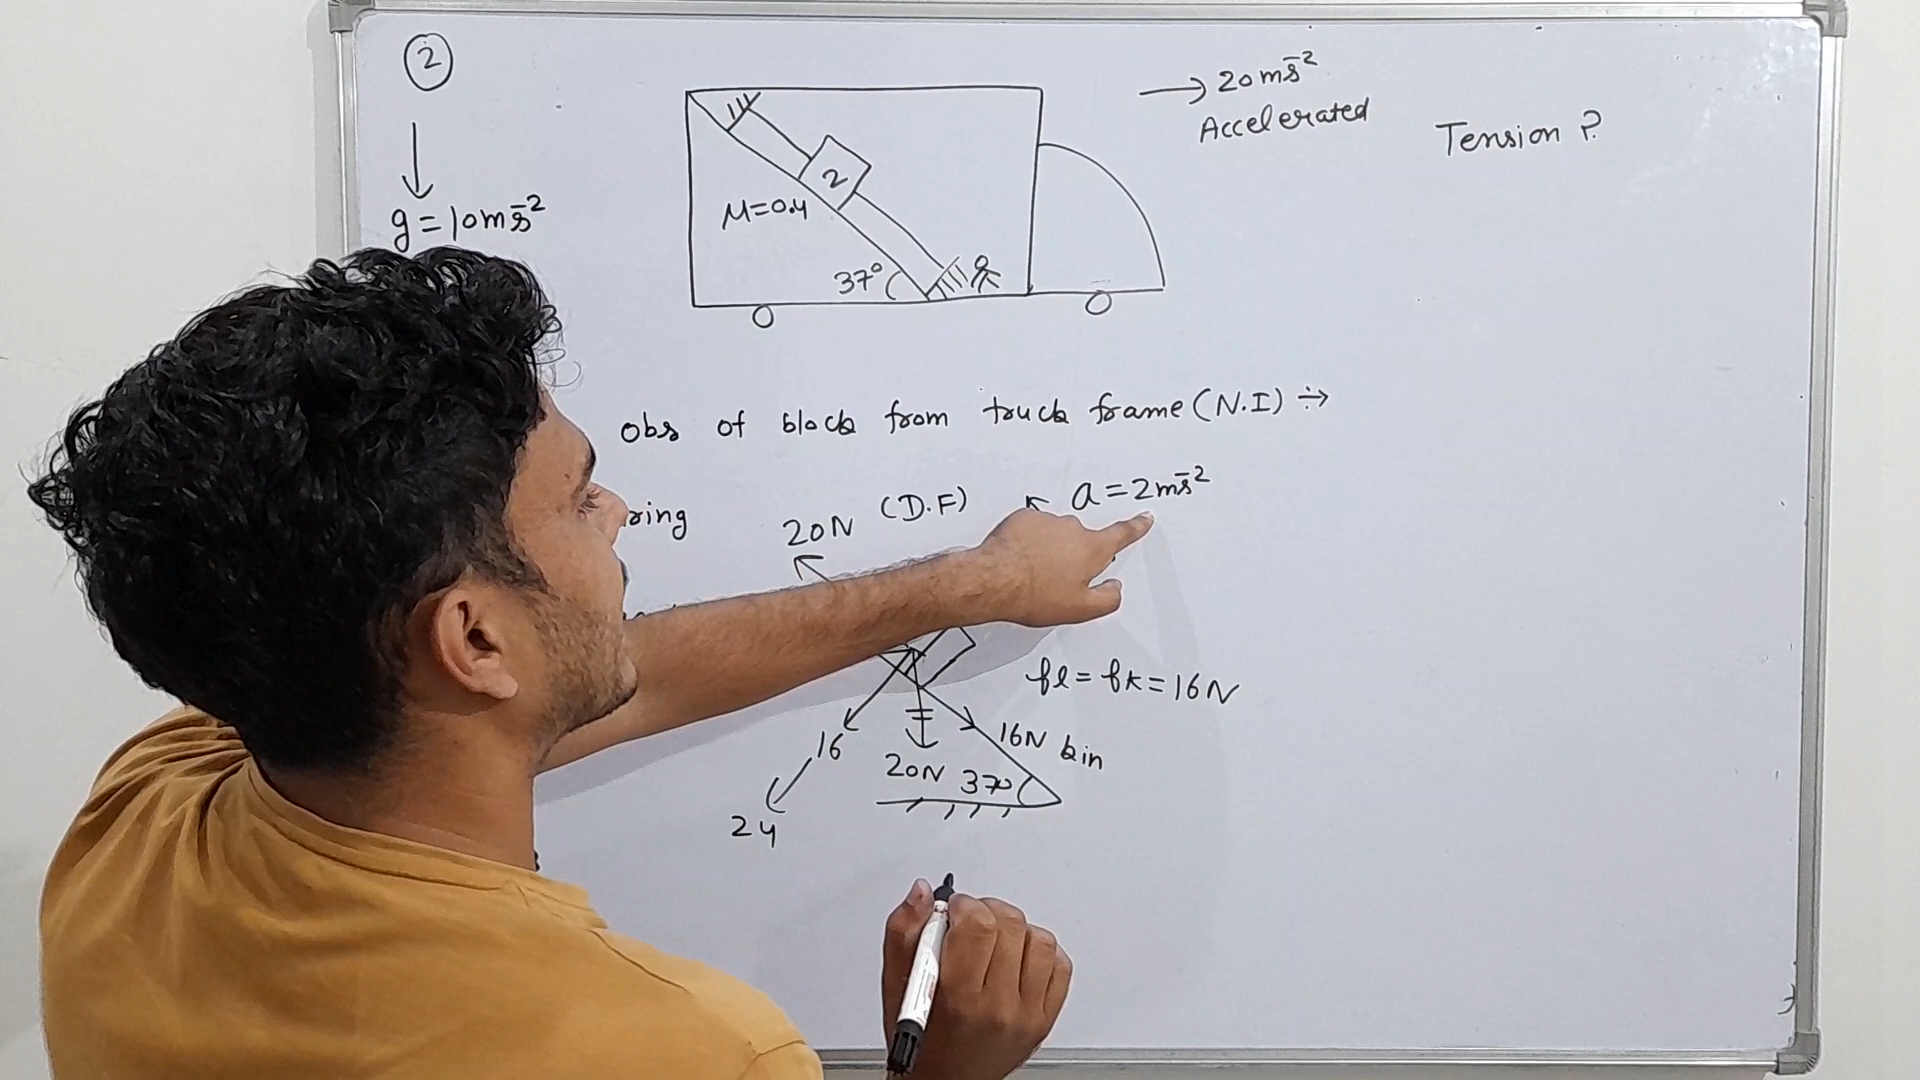 2
→ 20ms⁻²
Accelerated
Tension ?
g = 10ms⁻²
2
μ=0.4
37°
obs of block from truck frame (N.I) ÷
ring
20N (D.F)
a = 2ms⁻²
fl = fk = 16N
16
16N kin
20N
37°
24